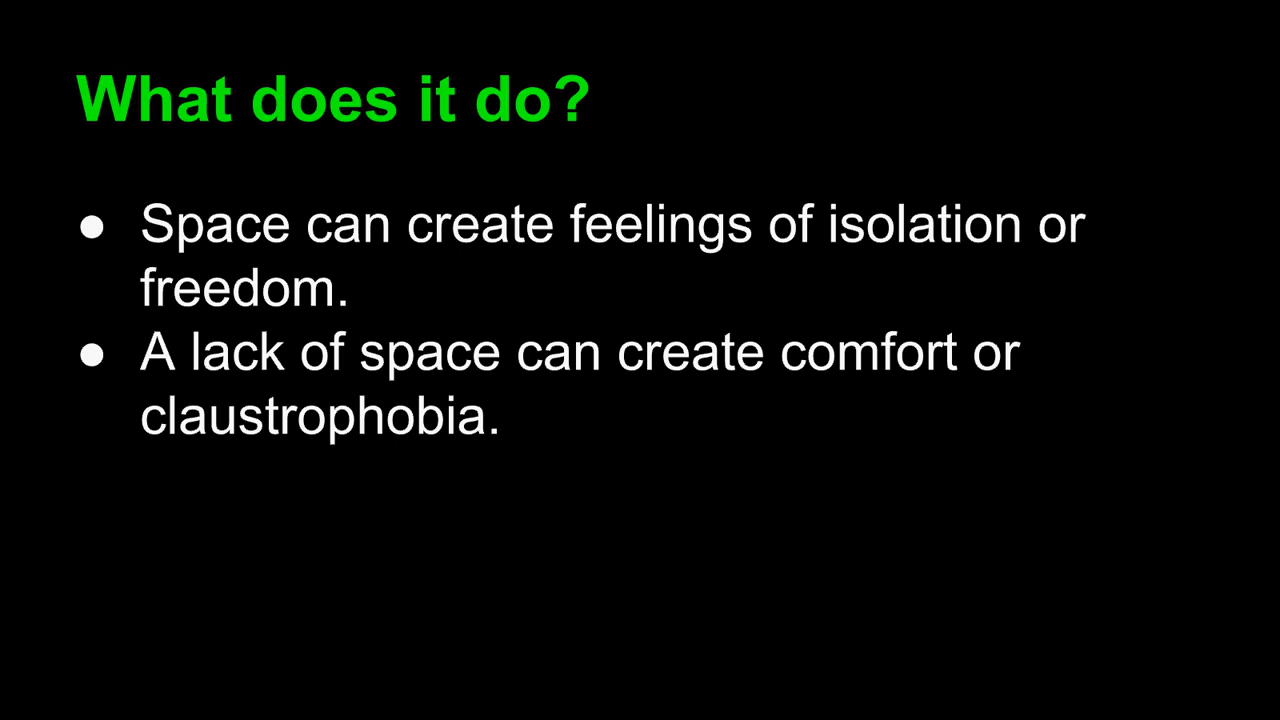 What does it do?
● Space can create feelings of isolation or
freedom.
● A lack of space can create comfort or
claustrophobia.